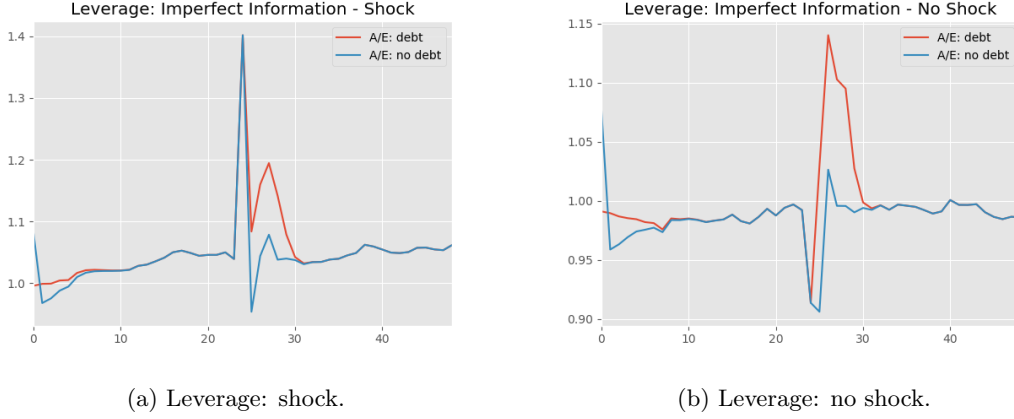 Leverage: Imperfect Information - Shock
A/E: debt
A/E: no debt
1.4
1.3
1.2
1.1
1.0
0 10 20 30 40
(a) Leverage: shock.
Leverage: Imperfect Information - No Shock
A/E: debt
A/E: no debt
1.15
1.10
1.05
1.00
0.95
0.90
0 10 20 30 40
(b) Leverage: no shock.